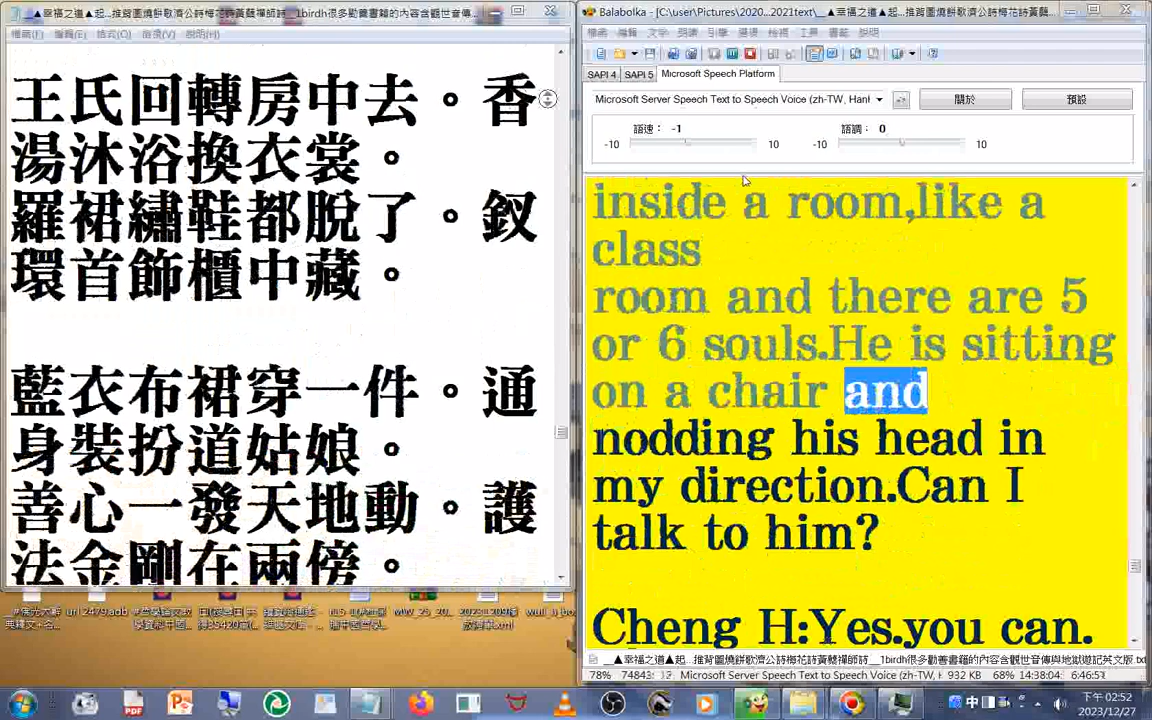 王氏回轉房中去。香
湯沐浴換衣裳。
羅裙繡鞋都脫了。釵
環首飾櫃中藏。
藍衣布裙穿一件。通
身裝扮道姑娘。
善心一發天地動。護
法金剛在兩傍。
SAPI 4
SAPI 5
Microsoft Speech Platform
Microsoft Server Speech Text to Speech Voice (zh-TW, Hanl
關於
預設
語速： -1
語調： 0
-10
10
-10
10
inside a room,like a
class
room and there are 5
or 6 souls.He is sitting
on a chair and
nodding his head in
my direction.Can I
talk to him?
Cheng H:Yes.you can.
78%
Microsoft Server Speech Text to Speech Voice (zh-TW, H
932 KB
68%
14:38:04
下午 02:52
2023/12/27